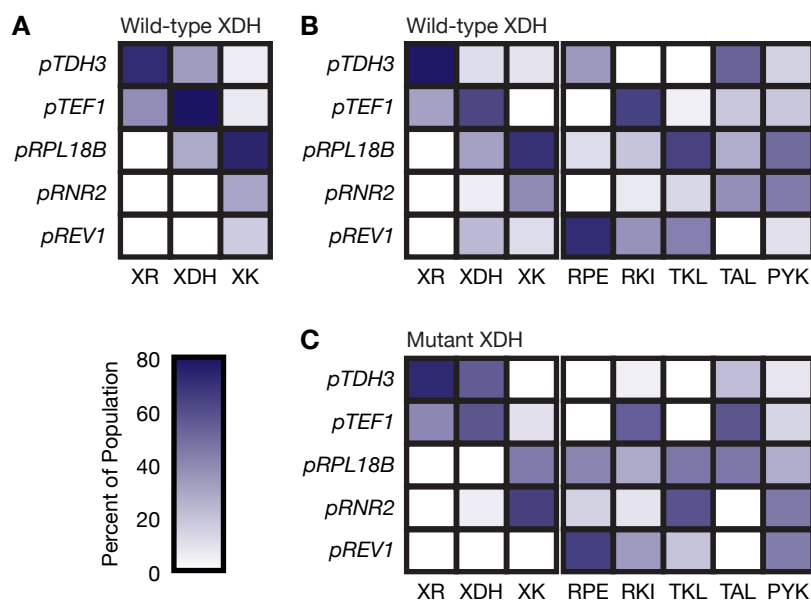 A
Wild-type XDH
pTDH3
pTEF1
pRPL18B
pRNR2
pREV1
XR XDH XK
B
Wild-type XDH
pTDH3
pTEF1
pRPL18B
pRNR2
pREV1
XR XDH XK RPE RKI TKL TAL PYK
Percent of Population
80
60
40
20
0
C
Mutant XDH
pTDH3
pTEF1
pRPL18B
pRNR2
pREV1
XR XDH XK RPE RKI TKL TAL PYK